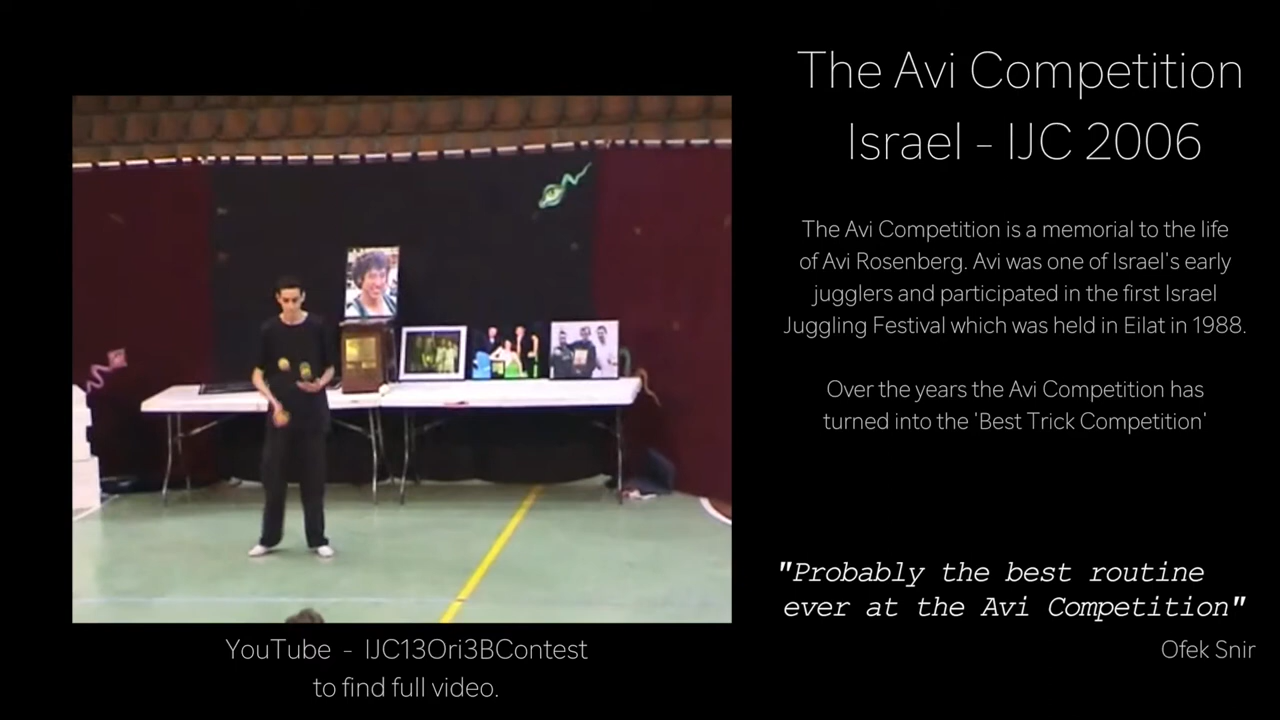 The Avi Competition
Israel - IJC 2006
The Avi Competition is a memorial to the life
of Avi Rosenberg. Avi was one of Israel's early
jugglers and participated in the first Israel
Juggling Festival which was held in Eilat in 1988.
Over the years the Avi Competition has
turned into the 'Best Trick Competition'
"Probably the best routine
ever at the Avi Competition"
Ofek Snir
YouTube - IJC13Ori3BContest
to find full video.